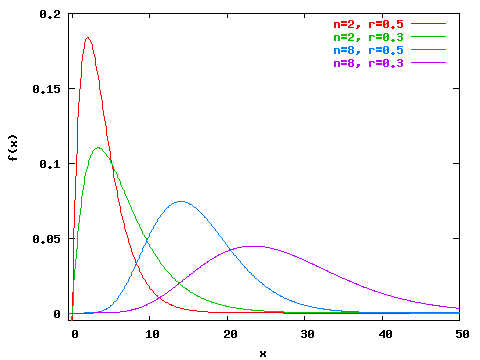 0.2
n=2, r=0.5
n=2, r=0.3
n=8, r=0.5
n=8, r=0.3
0.15
f(x)
0.1
0.05
0
0 10 20 30 40 50
x